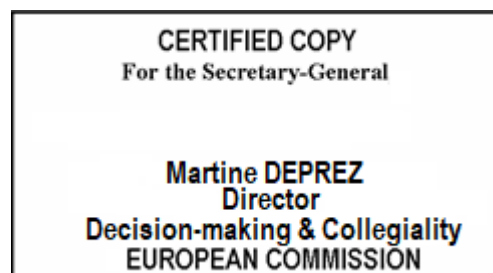 CERTIFIED COPY
For the Secretary-General
Martine DEPREZ
Director
Decision-making & Collegiality
EUROPEAN COMMISSION